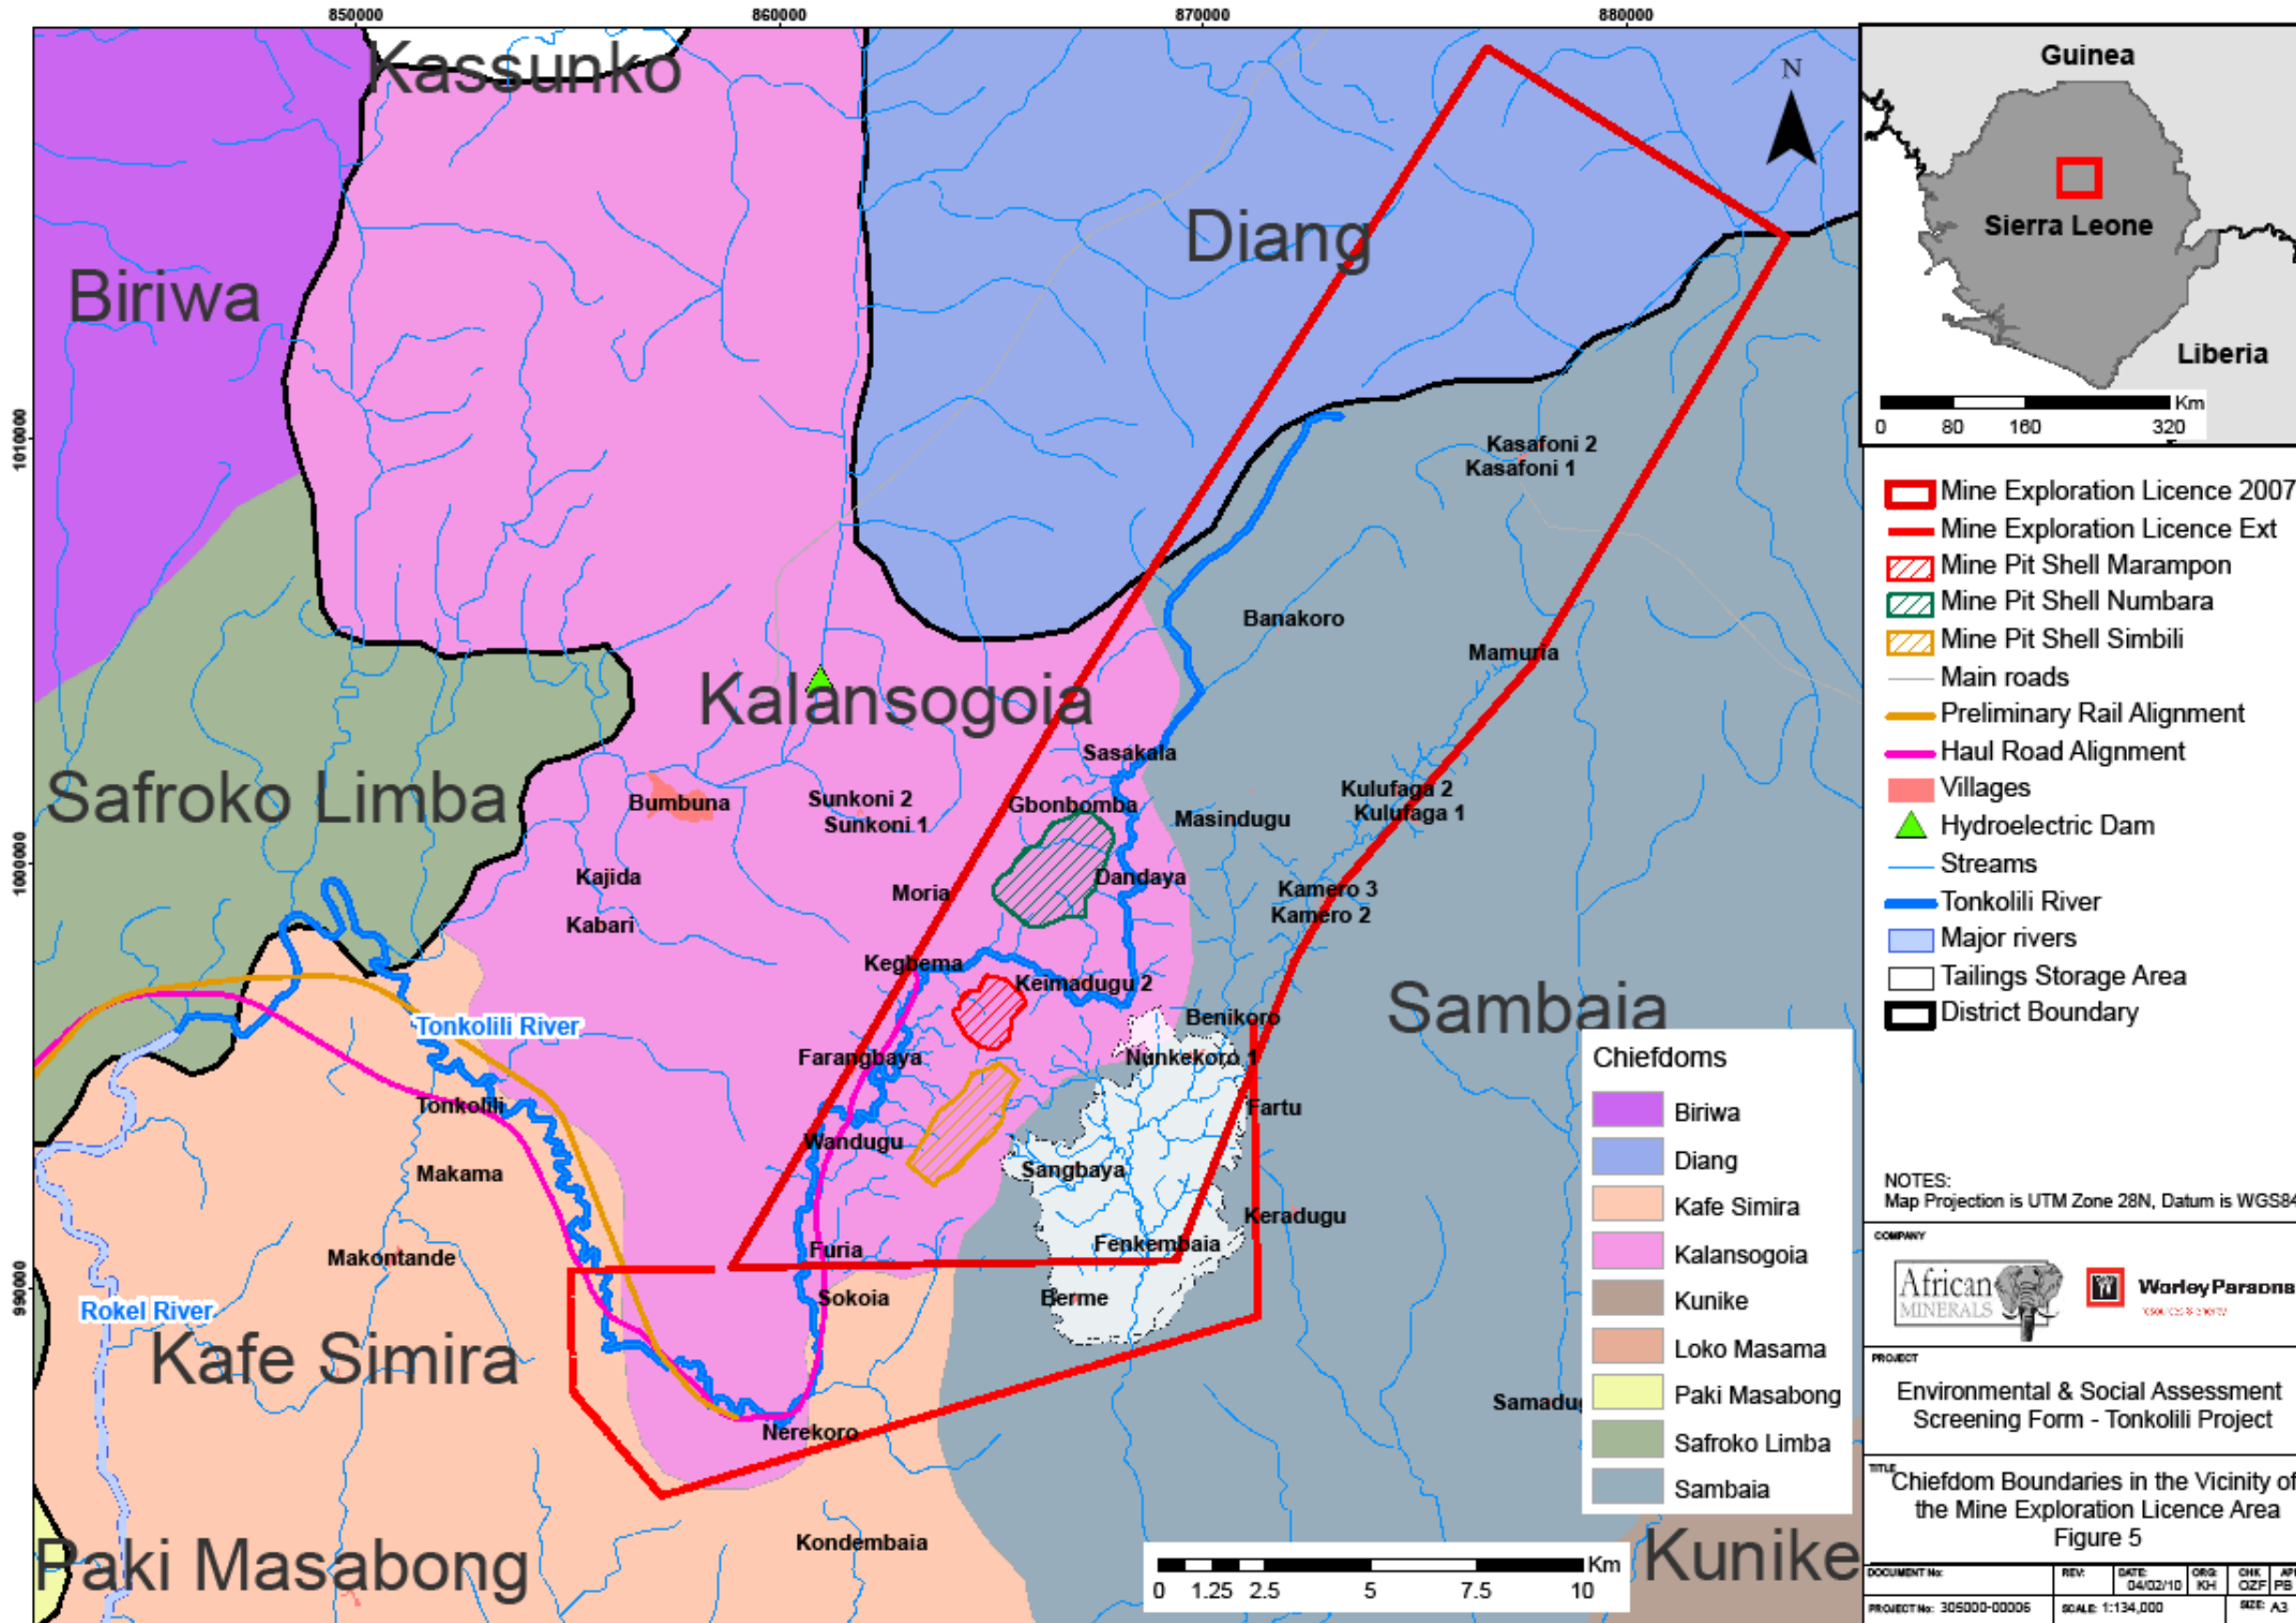 850000
860000
870000
880000
1010000
1000000
990000
Kassunko
Biriwa
Diang
Kalansogoia
Safroko Limba
Sambaia
Kafe Simira
Paki Masabong
Kunike
N
Kasafoni 2
Kasafoni 1
Banakoro
Mamuria
Sasakala
Kulufaga 2
Kulufaga 1
Bumbuna
Sunkoni 2
Sunkoni 1
Gbonbomba
Masindugu
Kajida
Moria
Dandaya
Kamero 3
Kamero 2
Kabari
Kegbema
Keimadugu 2
Benikoro
Tonkolili River
Farangbaya
Nunkekoro 1
Tonkolili
Fartu
Wandugu
Sangbaya
Makama
Keradugu
Furia
Fenkembaia
Makontande
Sokoia
Berme
Rokel River
Nerekoro
Samadu
Kondembaia
Chiefdoms
Biriwa
Diang
Kafe Simira
Kalansogoia
Kunike
Loko Masama
Paki Masabong
Safroko Limba
Sambaia
Km
0 1.25 2.5 5 7.5 10
Guinea
Sierra Leone
Liberia
Km
0 80 160 320
Mine Exploration Licence 2007
Mine Exploration Licence Ext
Mine Pit Shell Marampon
Mine Pit Shell Numbara
Mine Pit Shell Simbili
Main roads
Preliminary Rail Alignment
Haul Road Alignment
Villages
Hydroelectric Dam
Streams
Tonkolili River
Major rivers
Tailings Storage Area
District Boundary
NOTES:
Map Projection is UTM Zone 28N, Datum is WGS84
COMPANY
African
MINERALS
WorleyParsons
resources & energy
PROJECT
Environmental & Social Assessment
Screening Form - Tonkolili Project
TITLE
Chiefdom Boundaries in the Vicinity of
the Mine Exploration Licence Area
Figure 5
DOCUMENT No:
REV:
DATE:
04/02/10
ORG:
KH
CHK
OZF
AP
PB
PROJECT No: 305000-00006
SCALE: 1:134,000
SIZE: A3